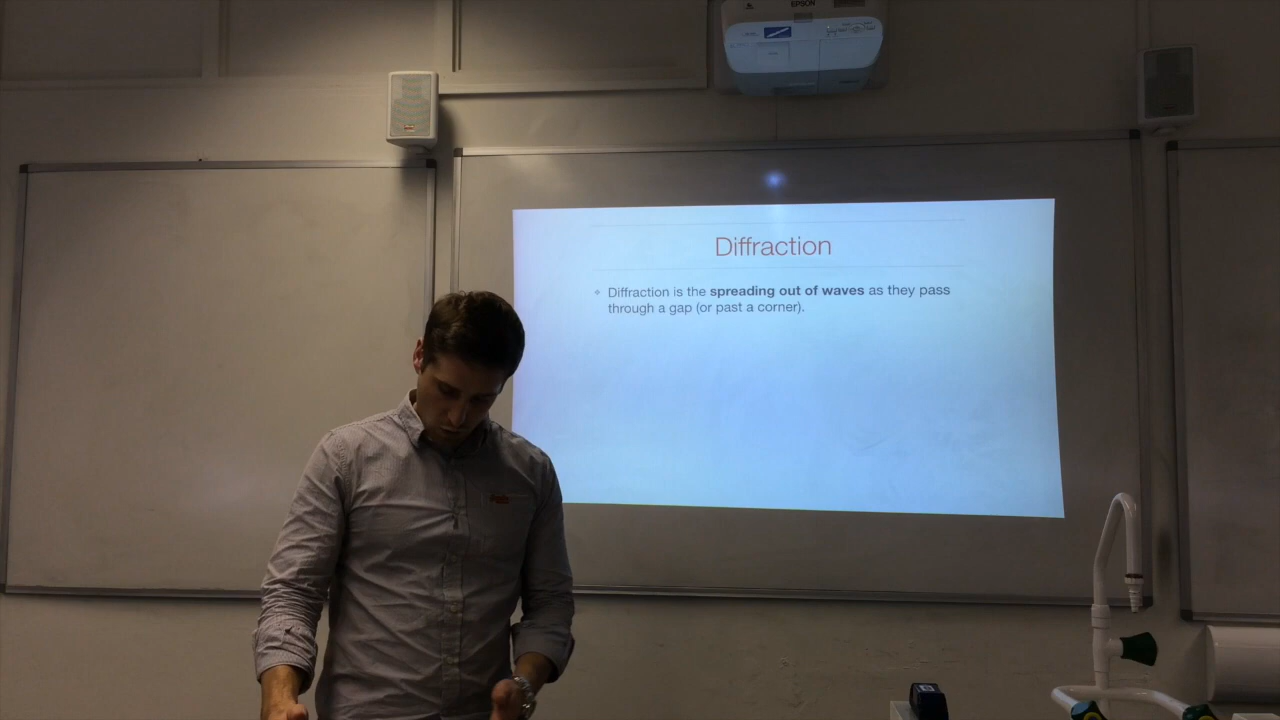 EPSON
Diffraction
Diffraction is the spreading out of waves as they pass
through a gap (or past a corner).